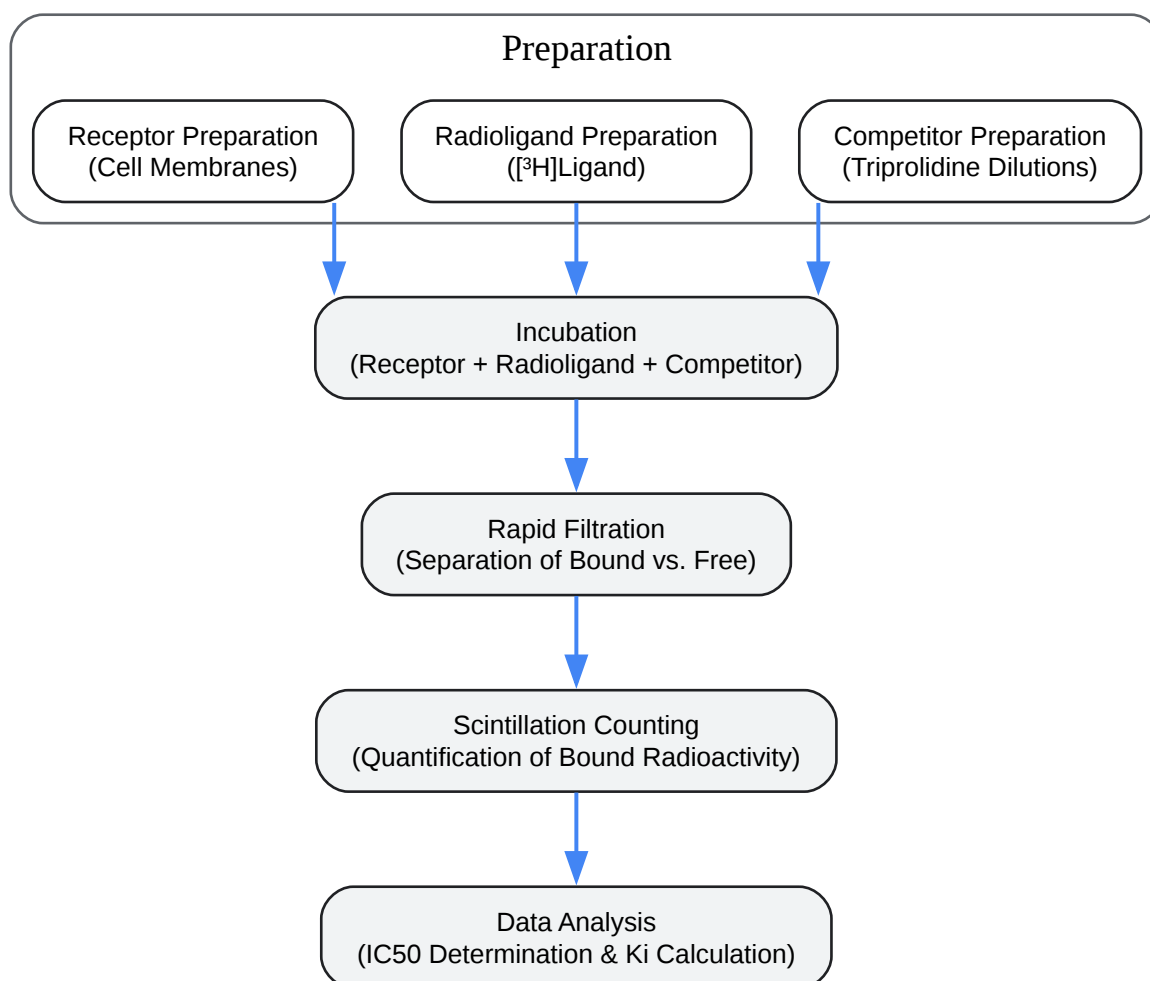 Preparation
Receptor Preparation
(Cell Membranes)
Radioligand Preparation
([³H]Ligand)
Competitor Preparation
(Triprolidine Dilutions)
Incubation
(Receptor + Radioligand + Competitor)
Rapid Filtration
(Separation of Bound vs. Free)
Scintillation Counting
(Quantification of Bound Radioactivity)
Data Analysis
(IC50 Determination & Ki Calculation)